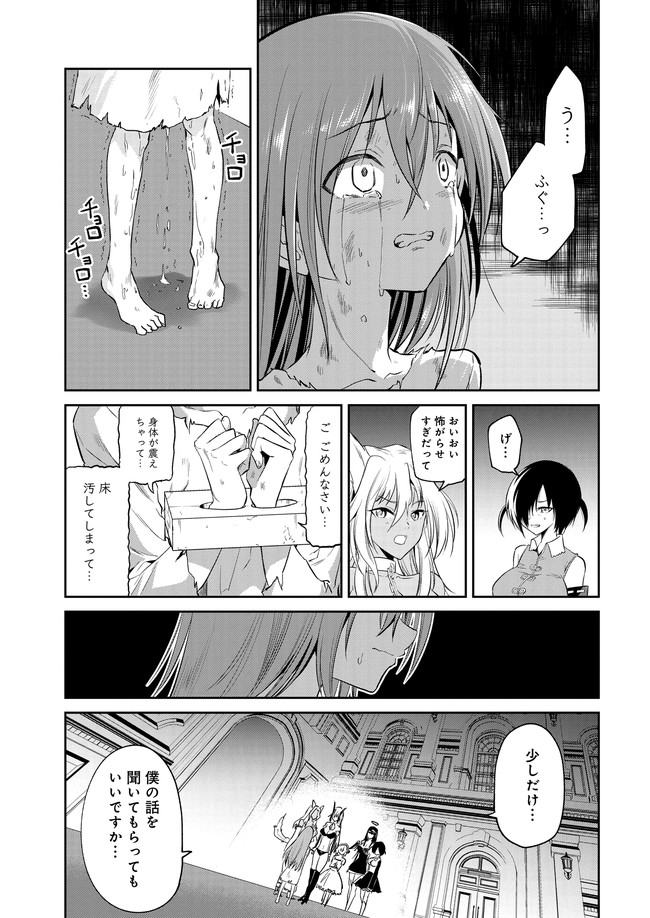 う…
ふぐ…っ
チョロ
チョロ
チョロ…
げ…
おいおい
怖がらせ
すぎだって
ご ごめんなさい…
身体が震え
ちゃって…
床
汚してしまって…
少しだけ…
僕の話を
聞いてもらっても
いいですか…